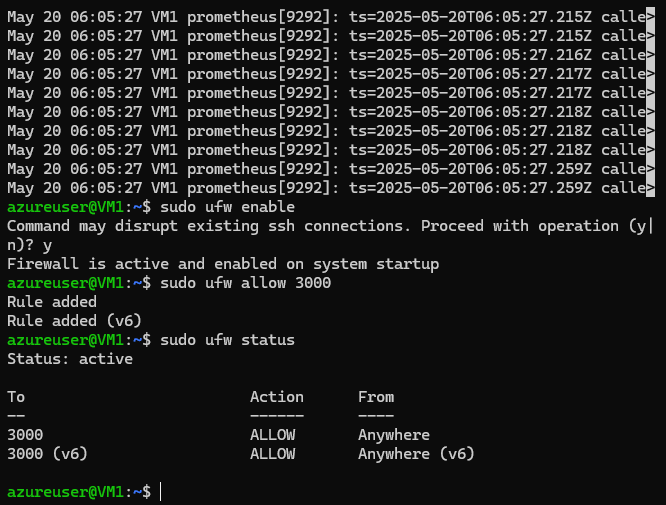 May 20 06:05:27 VM1 prometheus[9292]: ts=2025-05-20T06:05:27.215Z calle>
May 20 06:05:27 VM1 prometheus[9292]: ts=2025-05-20T06:05:27.215Z calle>
May 20 06:05:27 VM1 prometheus[9292]: ts=2025-05-20T06:05:27.216Z calle>
May 20 06:05:27 VM1 prometheus[9292]: ts=2025-05-20T06:05:27.217Z calle>
May 20 06:05:27 VM1 prometheus[9292]: ts=2025-05-20T06:05:27.217Z calle>
May 20 06:05:27 VM1 prometheus[9292]: ts=2025-05-20T06:05:27.218Z calle>
May 20 06:05:27 VM1 prometheus[9292]: ts=2025-05-20T06:05:27.218Z calle>
May 20 06:05:27 VM1 prometheus[9292]: ts=2025-05-20T06:05:27.218Z calle>
May 20 06:05:27 VM1 prometheus[9292]: ts=2025-05-20T06:05:27.259Z calle>
May 20 06:05:27 VM1 prometheus[9292]: ts=2025-05-20T06:05:27.259Z calle>
azureuser@VM1:~$ sudo ufw enable
Command may disrupt existing ssh connections. Proceed with operation (y|
n)? y
Firewall is active and enabled on system startup
azureuser@VM1:~$ sudo ufw allow 3000
Rule added
Rule added (v6)
azureuser@VM1:~$ sudo ufw status
Status: active
To                         Action      From
--                         ------      ----
3000                       ALLOW       Anywhere
3000 (v6)                  ALLOW       Anywhere (v6)
azureuser@VM1:~$